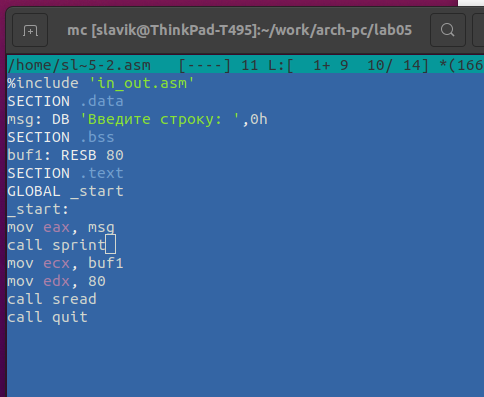 mc [slavik@ThinkPad-T495]:~/work/arch-pc/lab05
/home/sl~5-2.asm [----] 11 L:[ 1+ 9 10/ 14] *(166
%include 'in_out.asm'
SECTION .data
msg: DB 'Введите строку: ',0h
SECTION .bss
buf1: RESB 80
SECTION .text
GLOBAL _start
_start:
mov eax, msg
call sprint
mov ecx, buf1
mov edx, 80
call sread
call quit